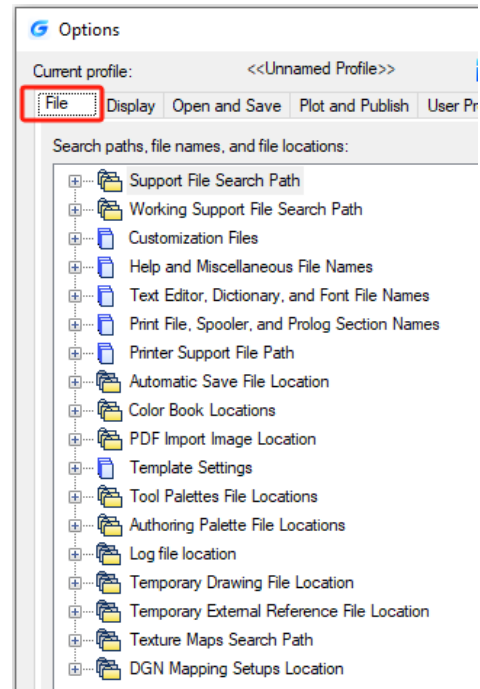 Options
Current profile: <<Unnamed Profile>>
File Display Open and Save Plot and Publish User Pr
Search paths, file names, and file locations:
Support File Search Path
Working Support File Search Path
Customization Files
Help and Miscellaneous File Names
Text Editor, Dictionary, and Font File Names
Print File, Spooler, and Prolog Section Names
Printer Support File Path
Automatic Save File Location
Color Book Locations
PDF Import Image Location
Template Settings
Tool Palettes File Locations
Authoring Palette File Locations
Log file location
Temporary Drawing File Location
Temporary External Reference File Location
Texture Maps Search Path
DGN Mapping Setups Location